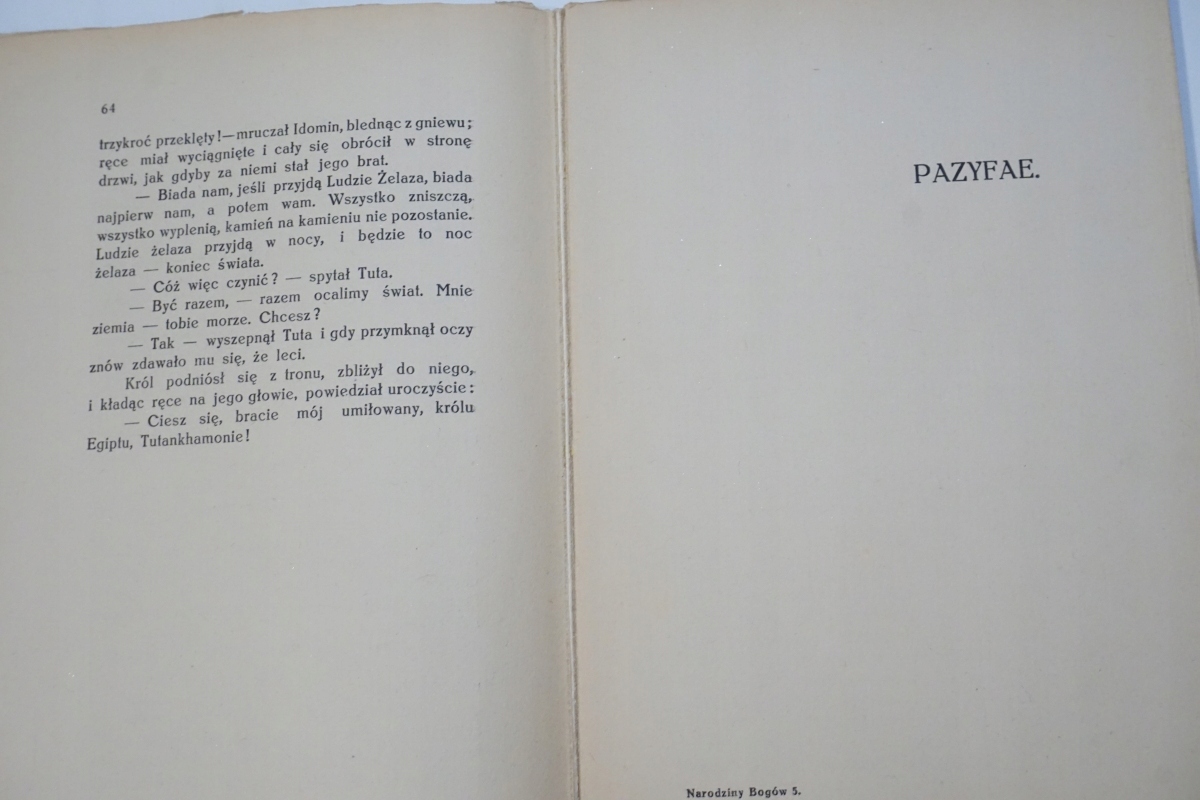 64
trzykroć przeklęty!—mruczał Idomin, blednąc z gniewu;
ręce miał wyciągnięte i cały się obrócił w stronę
drzwi, jak gdyby za niemi stał jego brat.
— Biada nam, jeśli przyjdą Ludzie Żelaza, biada
najpierw nam, a potem wam. Wszystko zniszczą,
wszystko wyplenią, kamień na kamieniu nie pozostanie.
Ludzie żelaza przyjdą w nocy, i będzie to noc
żelaza — koniec świata.
— Cóż więc czynić? — spytał Tuta.
— Być razem, — razem ocalimy świat. Mnie
ziemia — tobie morze. Chcesz?
— Tak — wyszepnął Tuta i gdy przymknął oczy
znów zdawało mu się, że leci.
Król podniósł się z tronu, zbliżył do niego,
i kładąc ręce na jego głowie, powiedział uroczyście:
— Ciesz się, bracie mój umiłowany, królu
Egiptu, Tutankhamonie!
PAZYFAE.
Narodziny Bogów 5.